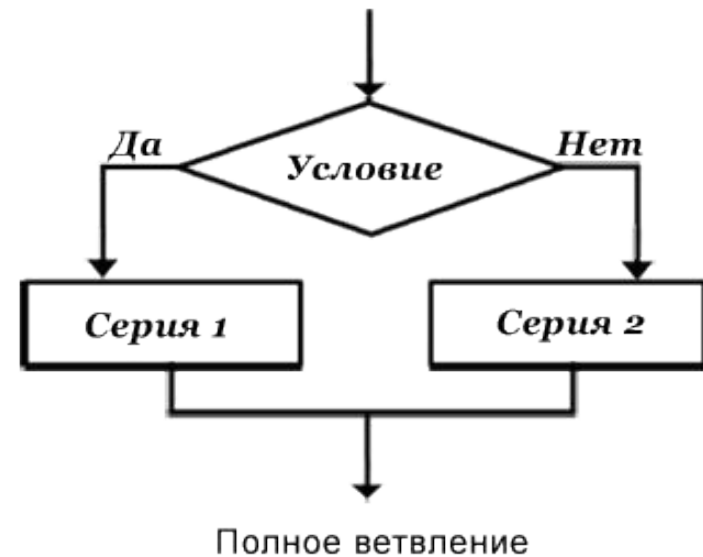 Да
Нет
Условие
Серия 1
Серия 2
Полное ветвление